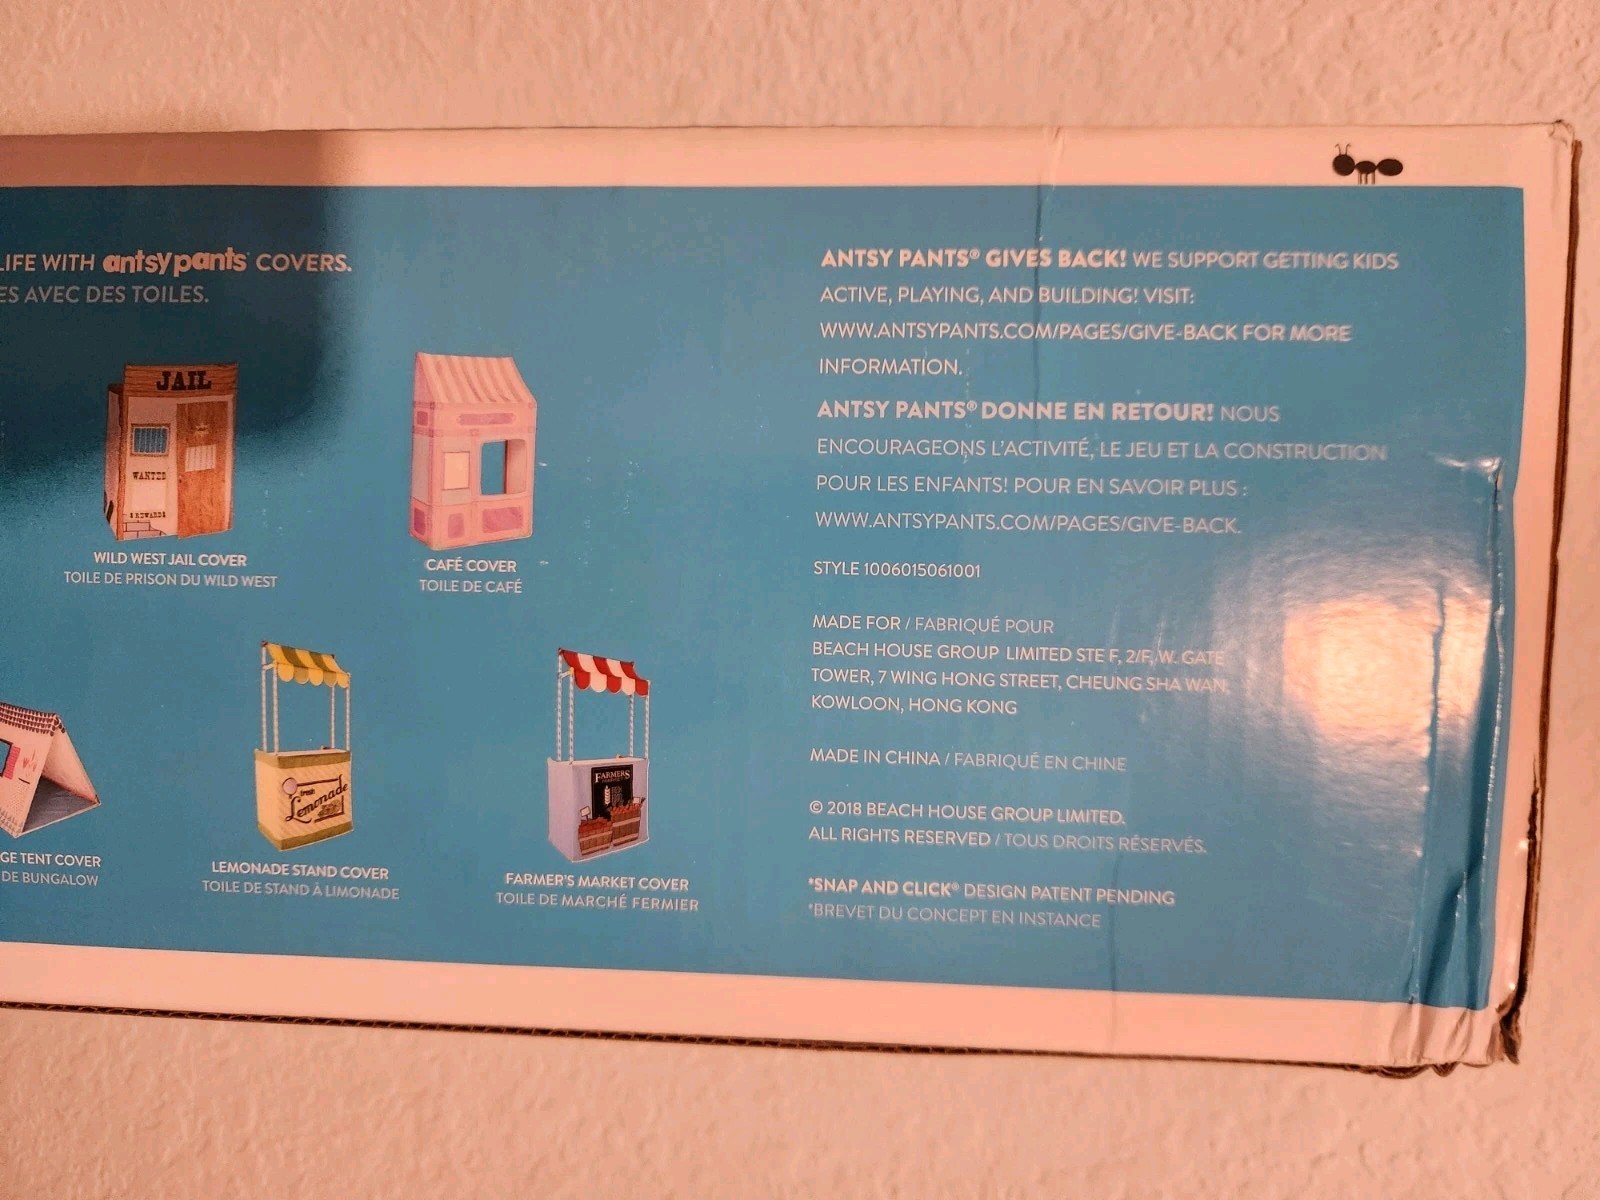 LIFE WITH antsypants COVERS.
ES AVEC DES TOILES.
JAIL
WANTED
$ REWARD $
WILD WEST JAIL COVER
TOILE DE PRISON DU WILD WEST
CAFÉ COVER
TOILE DE CAFÉ
GE TENT COVER
DE BUNGALOW
Lemonade
LEMONADE STAND COVER
TOILE DE STAND À LIMONADE
FARMERS
FARMER'S MARKET COVER
TOILE DE MARCHÉ FERMIER
ANTSY PANTS® GIVES BACK! WE SUPPORT GETTING KIDS
ACTIVE, PLAYING, AND BUILDING! VISIT:
WWW.ANTSYPANTS.COM/PAGES/GIVE-BACK FOR MORE
INFORMATION.
ANTSY PANTS® DONNE EN RETOUR! NOUS
ENCOURAGEONS L'ACTIVITÉ, LE JEU ET LA CONSTRUCTION
POUR LES ENFANTS! POUR EN SAVOIR PLUS :
WWW.ANTSYPANTS.COM/PAGES/GIVE-BACK.
STYLE 1006015061001
MADE FOR / FABRIQUÉ POUR
BEACH HOUSE GROUP LIMITED STE F, 2/F, W. GATE
TOWER, 7 WING HONG STREET, CHEUNG SHA WAN,
KOWLOON, HONG KONG
MADE IN CHINA / FABRIQUÉ EN CHINE
© 2018 BEACH HOUSE GROUP LIMITED.
ALL RIGHTS RESERVED / TOUS DROITS RÉSERVÉS.
*SNAP AND CLICK® DESIGN PATENT PENDING
*BREVET DU CONCEPT EN INSTANCE